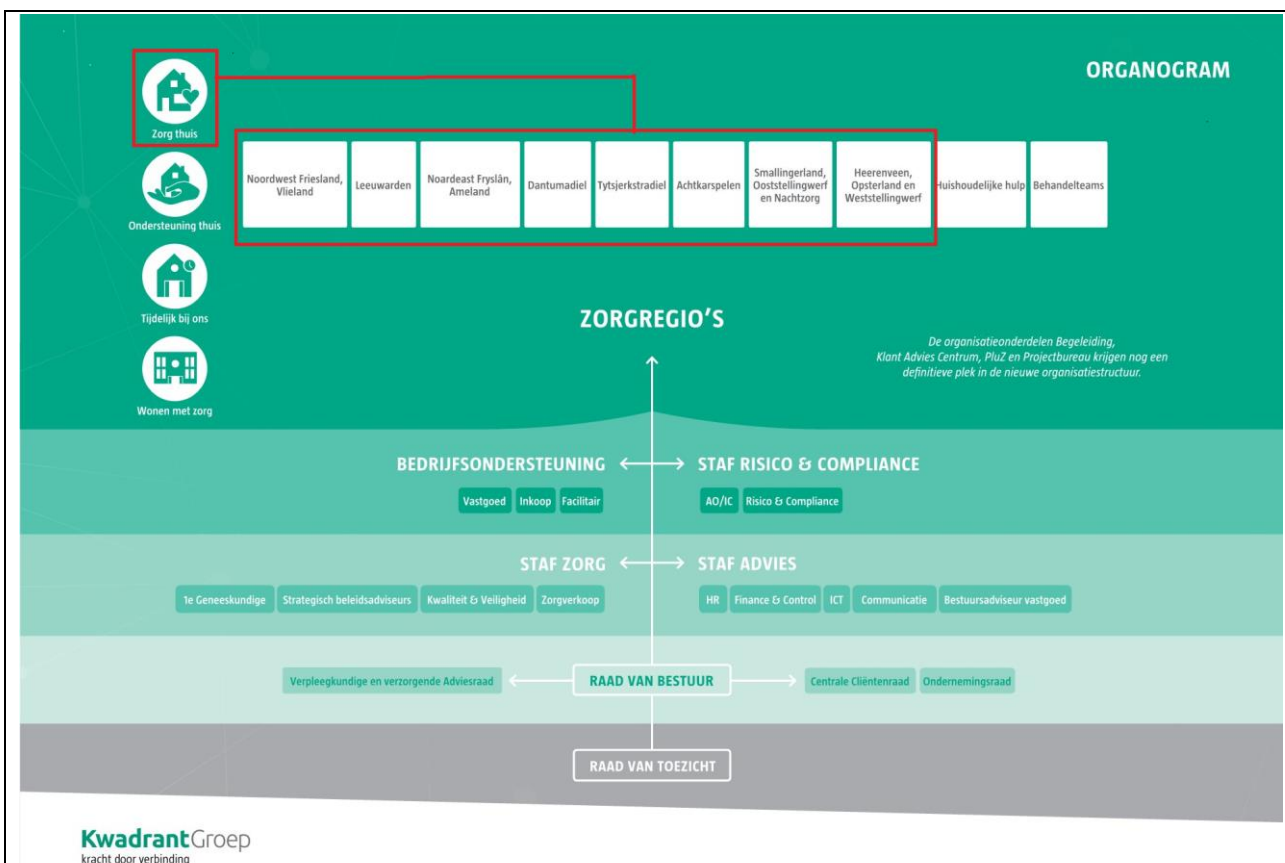 ORGANOGRAM
Zorg thuis
Ondersteuning thuis
Tijdelijk bij ons
Wonen met zorg
Noordwest Friesland,
Vlieland
Leeuwarden
Noardeast Fryslân,
Ameland
Dantumadiel
Tytsjerkstradiel
Achtkarspelen
Smallingerland,
Ooststellingwerf
en Nachtzorg
Heerenveen,
Opsterland en
Weststellingwerf
Huishoudelijke hulp
Behandelteams
ZORGREGIO'S
De organisatieonderdelen Begeleiding,
Klant Advies Centrum, PluZ en Projectbureau krijgen nog een
definitieve plek in de nieuwe organisatiestructuur.
BEDRIJFSONDERSTEUNING
Vastgoed
Inkoop
Facilitair
STAF RISICO & COMPLIANCE
AO/IC
Risico & Compliance
STAF ZORG
1e Geneeskundige
Strategisch beleidsadviseurs
Kwaliteit & Veiligheid
Zorgverkoop
STAF ADVIES
HR
Finance & Control
ICT
Communicatie
Bestuursadviseur vastgoed
Verpleegkundige en verzorgende Adviesraad
RAAD VAN BESTUUR
Centrale Cliëntenraad
Ondernemingsraad
RAAD VAN TOEZICHT
KwadrantGroep
kracht door verbinding